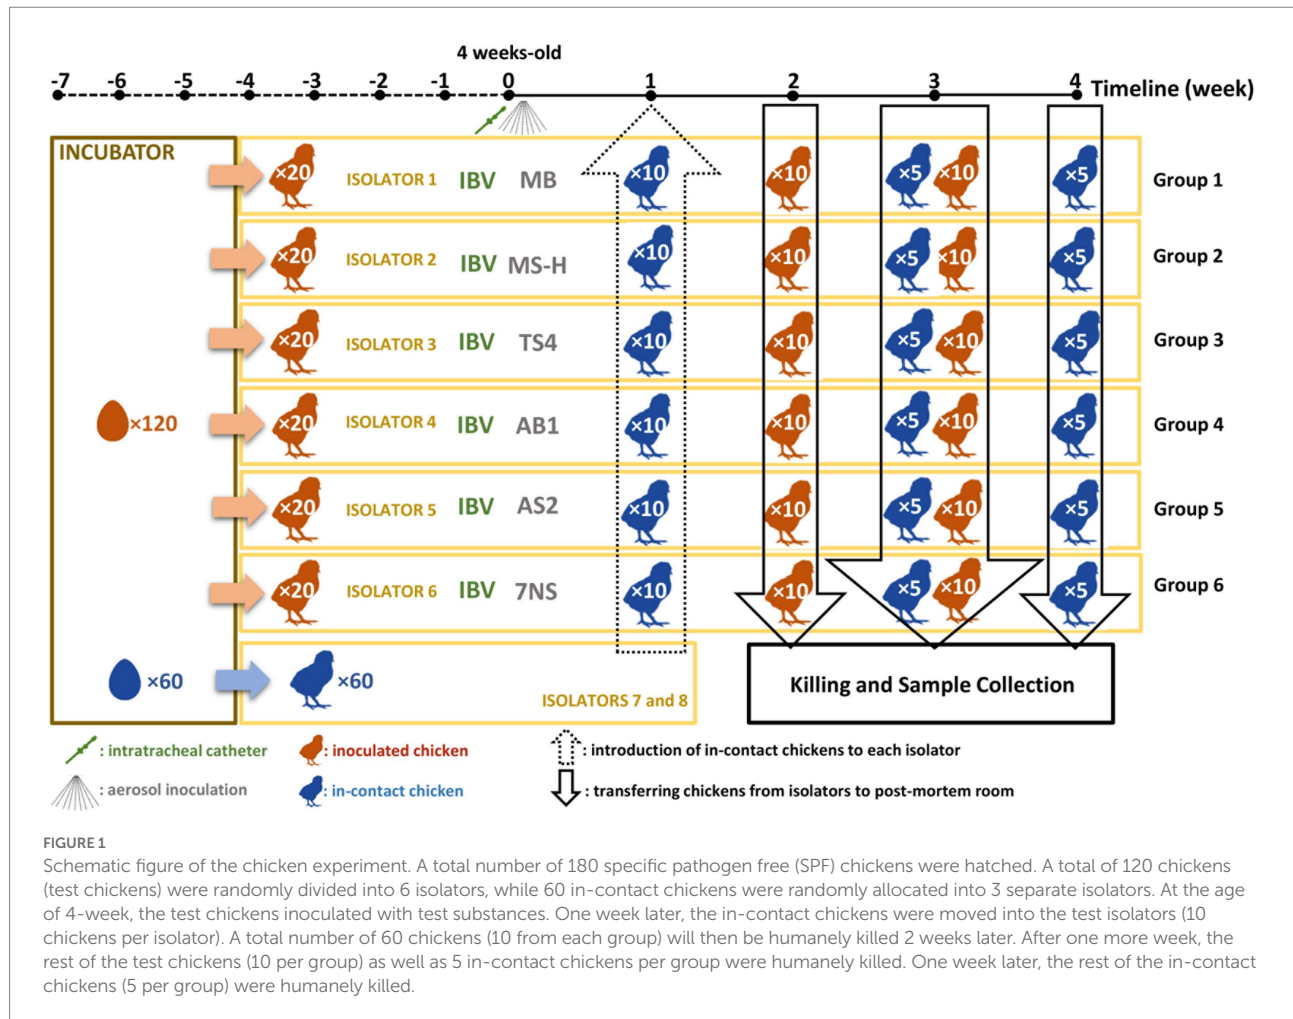 4 weeks-old
-7 -6 -5 -4 -3 -2 -1 0 1 2 3 4 Timeline (week)
INCUBATOR
×20 ISOLATOR 1 IBV MB ×10 ×10 ×5 ×10 ×5 Group 1
×20 ISOLATOR 2 IBV MS-H ×10 ×10 ×5 ×10 ×5 Group 2
×20 ISOLATOR 3 IBV TS4 ×10 ×10 ×5 ×10 ×5 Group 3
×120 ×20 ISOLATOR 4 IBV AB1 ×10 ×10 ×5 ×10 ×5 Group 4
×20 ISOLATOR 5 IBV AS2 ×10 ×10 ×5 ×10 ×5 Group 5
×20 ISOLATOR 6 IBV 7NS ×10 ×10 ×5 ×10 ×5 Group 6
×60 ×60 ISOLATORS 7 and 8 Killing and Sample Collection
: intratracheal catheter : inoculated chicken : introduction of in-contact chickens to each isolator
: aerosol inoculation : in-contact chicken : transferring chickens from isolators to post-mortem room
FIGURE 1
Schematic figure of the chicken experiment. A total number of 180 specific pathogen free (SPF) chickens were hatched. A total of 120 chickens
(test chickens) were randomly divided into 6 isolators, while 60 in-contact chickens were randomly allocated into 3 separate isolators. At the age
of 4-week, the test chickens inoculated with test substances. One week later, the in-contact chickens were moved into the test isolators (10
chickens per isolator). A total number of 60 chickens (10 from each group) will then be humanely killed 2 weeks later. After one more week, the
rest of the test chickens (10 per group) as well as 5 in-contact chickens per group were humanely killed. One week later, the rest of the in-contact
chickens (5 per group) were humanely killed.